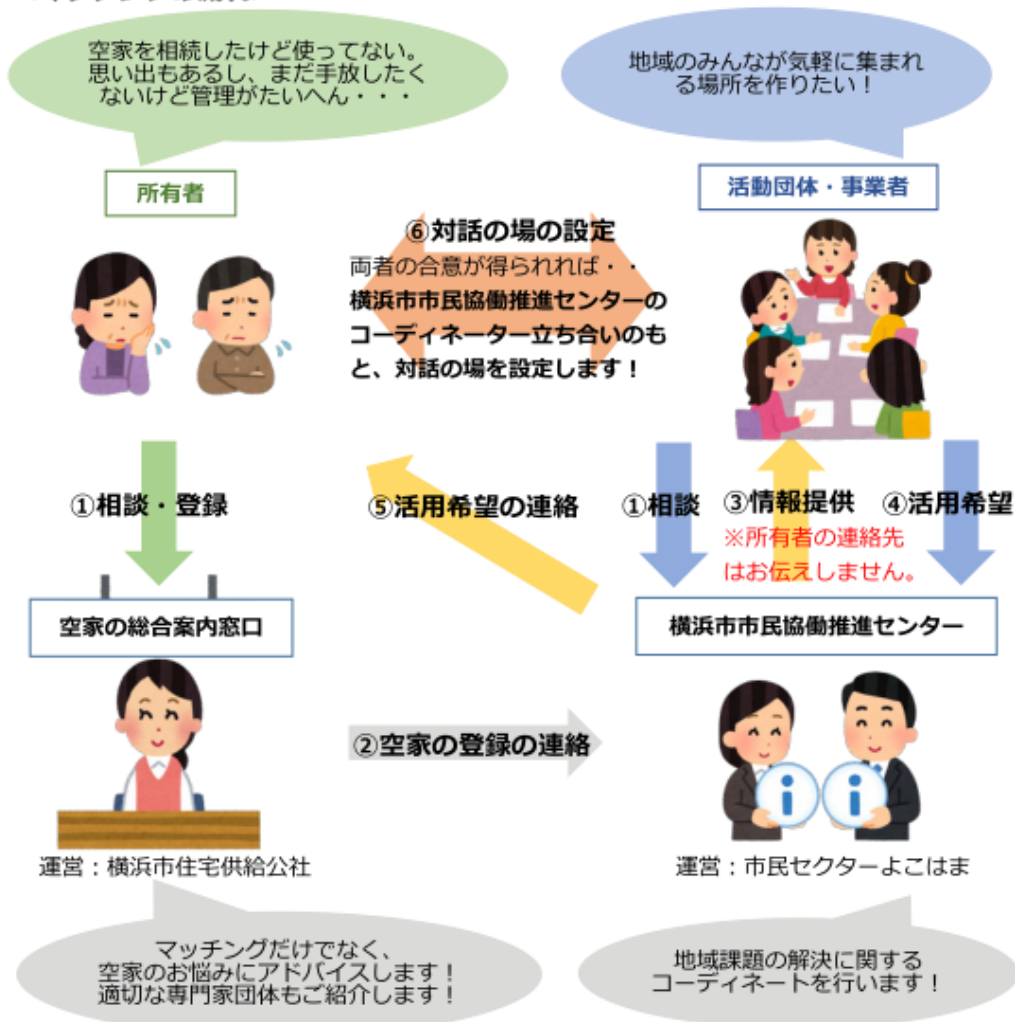 空家を相続したけど使ってない。
思い出もあるし、まだ手放したく
ないけど管理がたいへん・・・
地域のみんなが気軽に集まれ
る場所を作りたい！
所有者
活動団体・事業者
⑥対話の場の設定
両者の合意が得られれば・・
横浜市市民協働推進センターの
コーディネーター立ち合いのも
と、対話の場を設定します！
①相談・登録
⑤活用希望の連絡
①相談
③情報提供
④活用希望
※所有者の連絡先
はお伝えしません。
空家の総合案内窓口
横浜市市民協働推進センター
②空家の登録の連絡
運営：横浜市住宅供給公社
運営：市民セクターよこはま
マッチングだけでなく、
空家のお悩みにアドバイスします！
適切な専門家団体もご紹介します！
地域課題の解決に関する
コーディネートを行います！